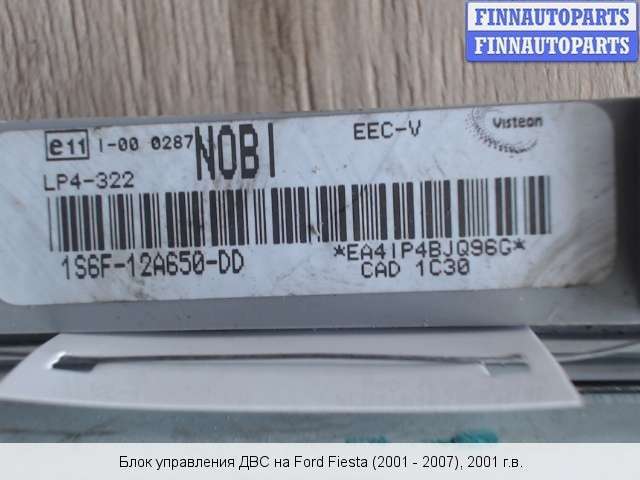 FINNAUTOPARTS
FINNAUTOPARTS
e11 I-00 0287 NOBI EEC-V Visteon
LP4-322
1S6F-12A650-DD *EA4IP4BJQ96G*
CAD 1C30
Блок управления ДВС на Ford Fiesta (2001 - 2007), 2001 г.в.